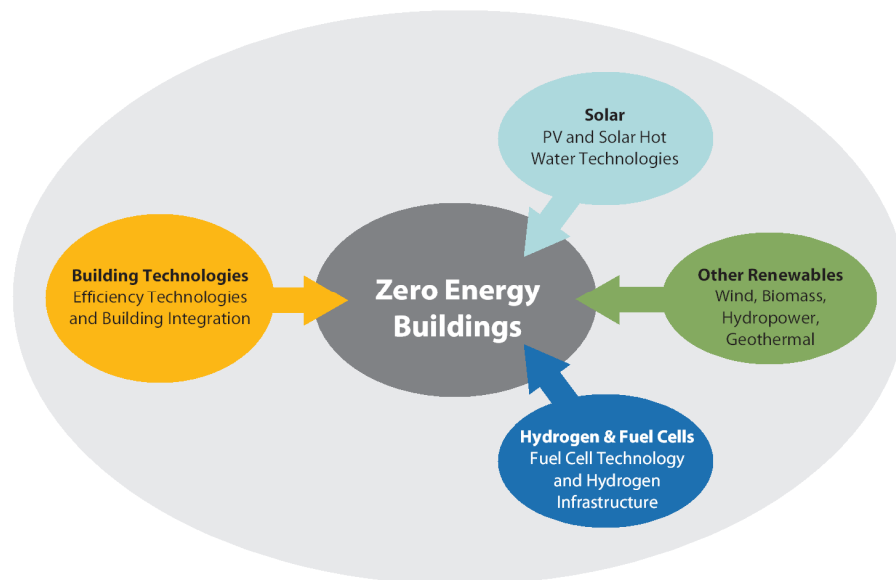 Solar
PV and Solar Hot
Water Technologies
Building Technologies
Efficiency Technologies
and Building Integration
Zero Energy
Buildings
Other Renewables
Wind, Biomass,
Hydropower,
Geothermal
Hydrogen & Fuel Cells
Fuel Cell Technology
and Hydrogen
Infrastructure